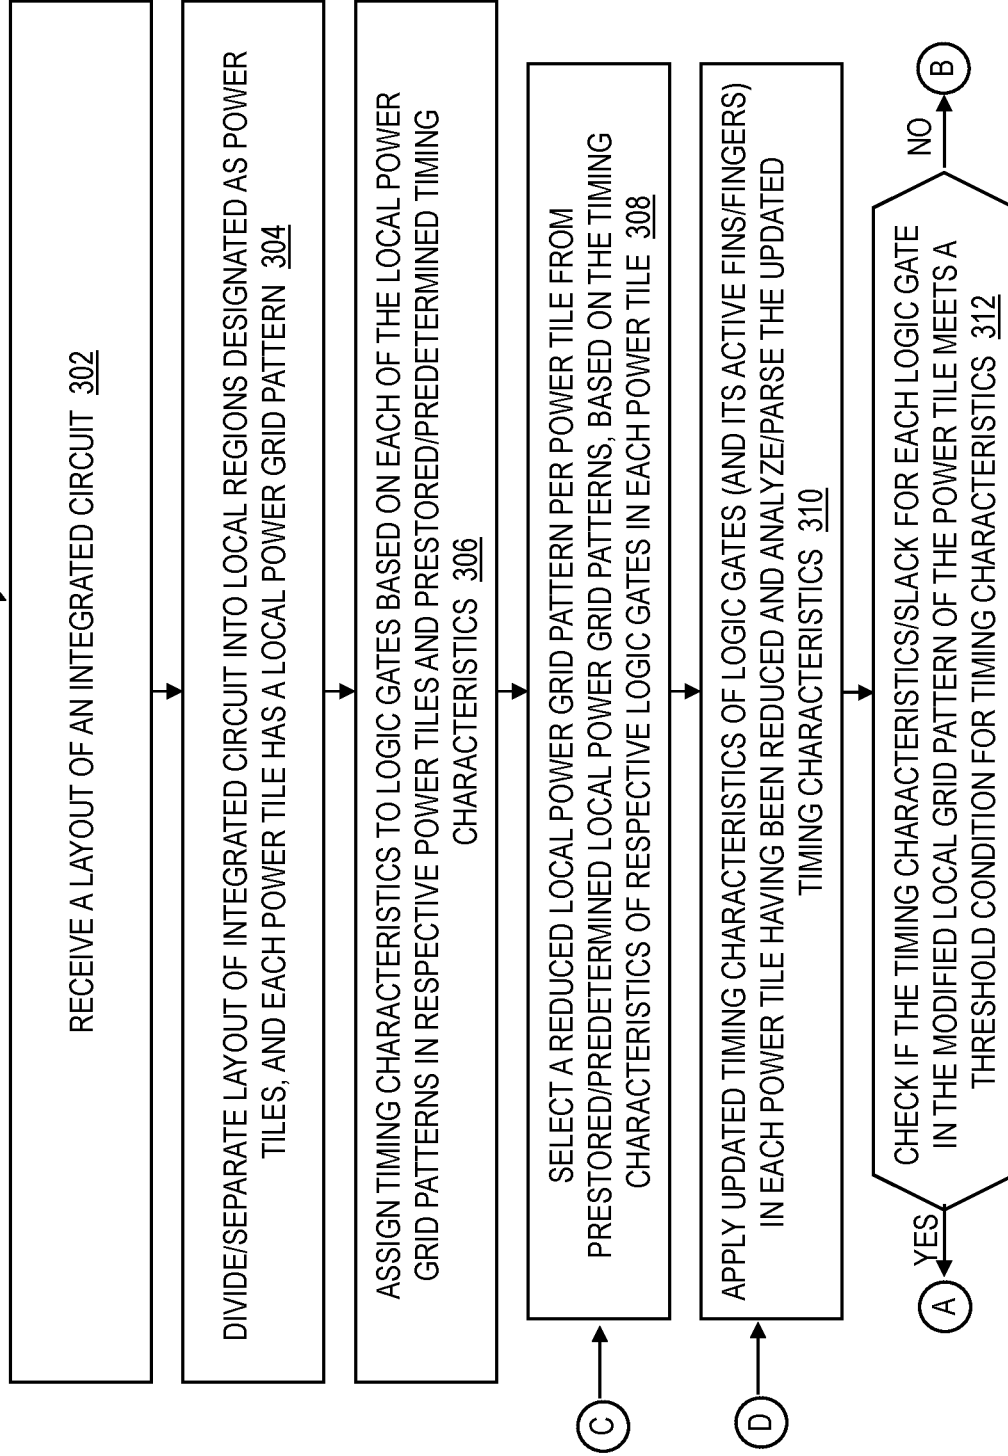 RECEIVE A LAYOUT OF AN INTEGRATED CIRCUIT 302
DIVIDE/SEPARATE LAYOUT OF INTEGRATED CIRCUIT INTO LOCAL REGIONS DESIGNATED AS POWER
TILES, AND EACH POWER TILE HAS A LOCAL POWER GRID PATTERN 304
ASSIGN TIMING CHARACTERISTICS TO LOGIC GATES BASED ON EACH OF THE LOCAL POWER
GRID PATTERNS IN RESPECTIVE POWER TILES AND PRESTORED/PREDETERMINED TIMING
CHARACTERISTICS 306
C
SELECT A REDUCED LOCAL POWER GRID PATTERN PER POWER TILE FROM
PRESTORED/PREDETERMINED LOCAL POWER GRID PATTERNS, BASED ON THE TIMING
CHARACTERISTICS OF RESPECTIVE LOGIC GATES IN EACH POWER TILE 308
D
APPLY UPDATED TIMING CHARACTERISTICS OF LOGIC GATES (AND ITS ACTIVE FINS/FINGERS)
IN EACH POWER TILE HAVING BEEN REDUCED AND ANALYZE/PARSE THE UPDATED
TIMING CHARACTERISTICS 310
CHECK IF THE TIMING CHARACTERISTICS/SLACK FOR EACH LOGIC GATE
IN THE MODIFIED LOCAL GRID PATTERN OF THE POWER TILE MEETS A
THRESHOLD CONDITION FOR TIMING CHARACTERISTICS 312
YES
A
NO
B